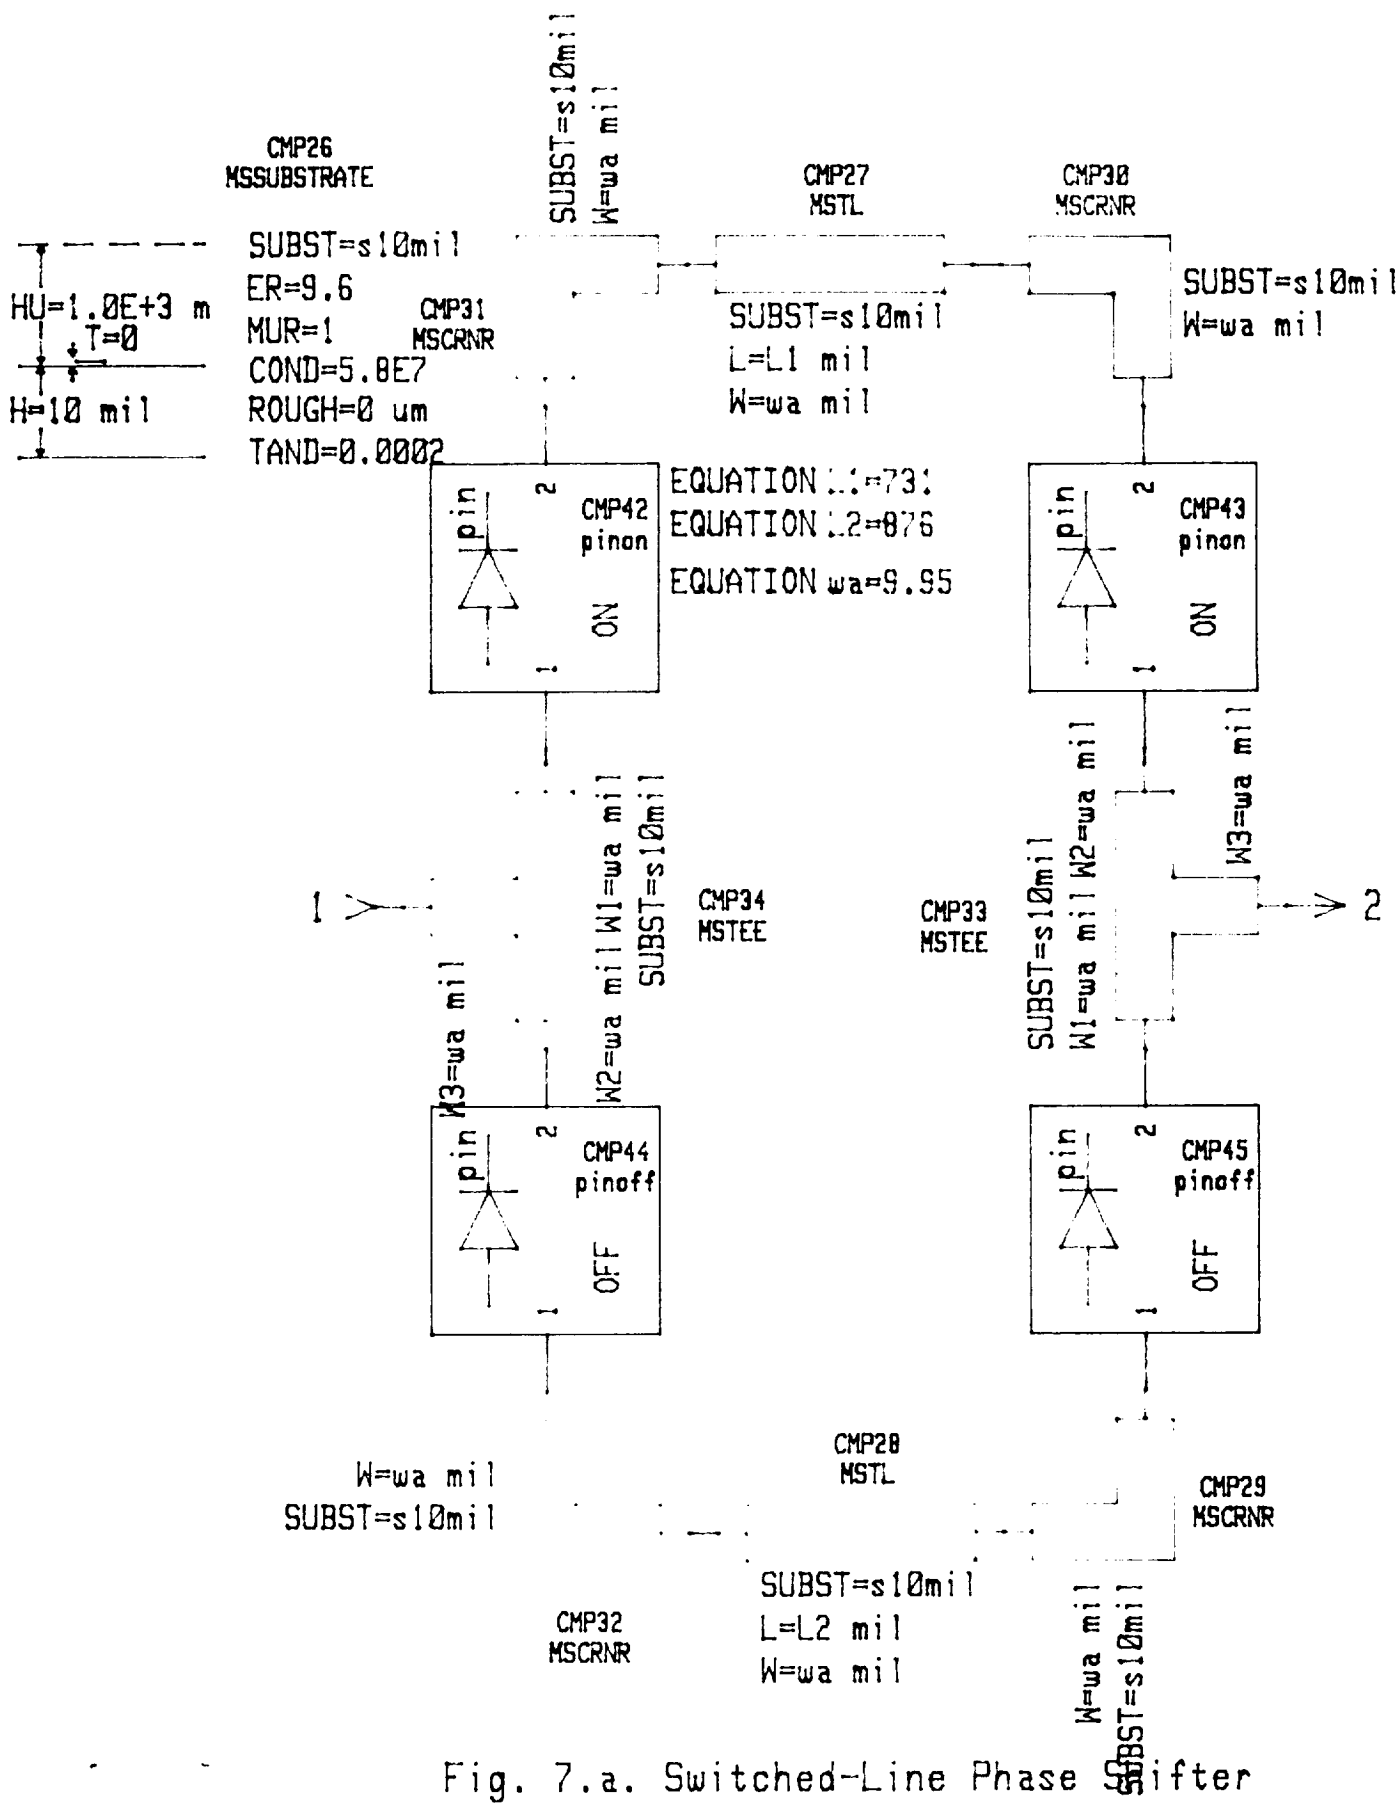 SUBST=s10mil
W=wa mil
CMP26
MSSUBSTRATE
CMP27
MSTL
CMP30
MSCRNR
HU=1.0E+3 m
T=0
H=10 mil
SUBST=s10mil
ER=9.6
MUR=1
COND=5.8E7
ROUGH=0 um
TAND=0.0002
CMP31
MSCRNR
SUBST=s10mil
L=L1 mil
W=wa mil
SUBST=s10mil
W=wa mil
pin
2
CMP42
pinon
ON
1
EQUATION L1=731
EQUATION L2=876
EQUATION wa=9.95
pin
2
CMP43
pinon
ON
1
1
W3=wa mil
W2=wa mil W1=wa mil
SUBST=s10mil
CMP34
MSTEE
CMP33
MSTEE
SUBST=s10mil
W1=wa mil W2=wa mil
W3=wa mil
2
pin
2
CMP44
pinoff
OFF
1
pin
2
CMP45
pinoff
OFF
1
W=wa mil
SUBST=s10mil
CMP28
MSTL
CMP29
MSCRNR
CMP32
MSCRNR
SUBST=s10mil
L=L2 mil
W=wa mil
W=wa mil
SUBST=s10mil
Fig. 7.a. Switched-Line Phase Shifter